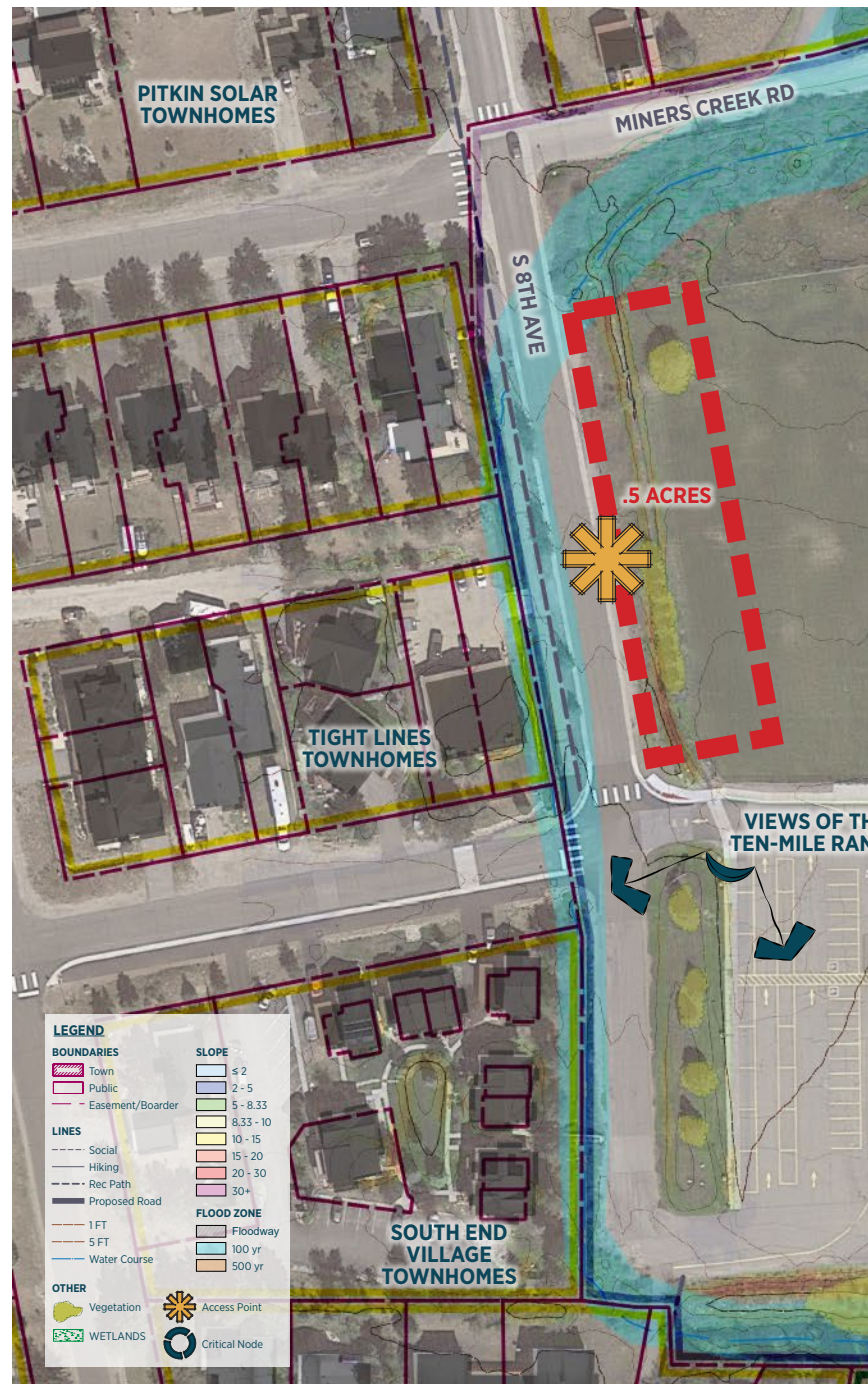 PITKIN SOLAR
TOWNHOMES
MINERS CREEK RD
S 8TH AVE
.5 ACRES
TIGHT LINES
TOWNHOMES
VIEWS OF TH
TEN-MILE RAN
SOUTH END
VILLAGE
TOWNHOMES
LEGEND
BOUNDARIES
Town
Public
Easement/Boarder
LINES
Social
Hiking
Rec Path
Proposed Road
1 FT
5 FT
Water Course
OTHER
Vegetation
WETLANDS
SLOPE
≤ 2
2 - 5
5 - 8.33
8.33 - 10
10 - 15
15 - 20
20 - 30
30+
FLOOD ZONE
Floodway
100 yr
500 yr
Access Point
Critical Node